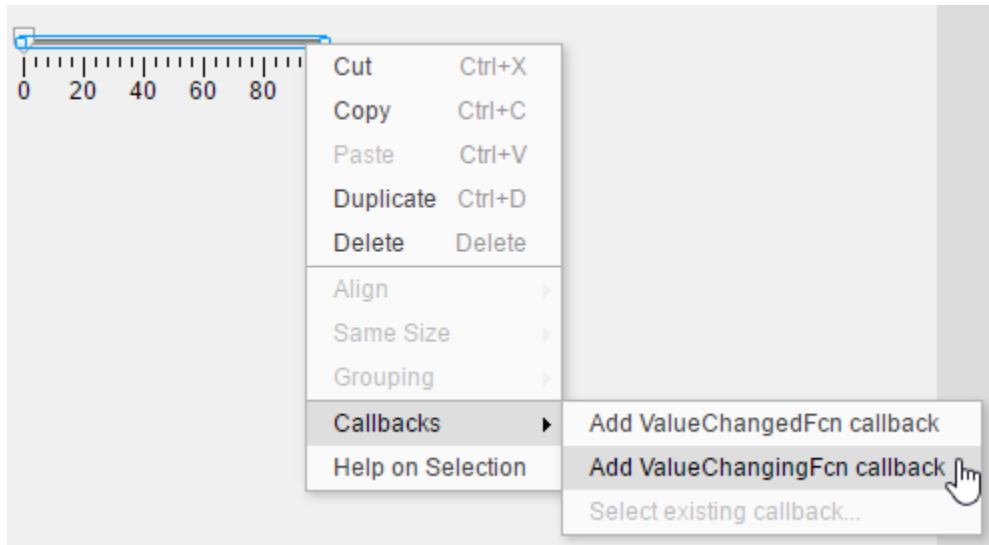 0 20 40 60 80
Cut Ctrl+X
Copy Ctrl+C
Paste Ctrl+V
Duplicate Ctrl+D
Delete Delete
Align
Same Size
Grouping
Callbacks
Help on Selection
Add ValueChangedFcn callback
Add ValueChangingFcn callback
Select existing callback...